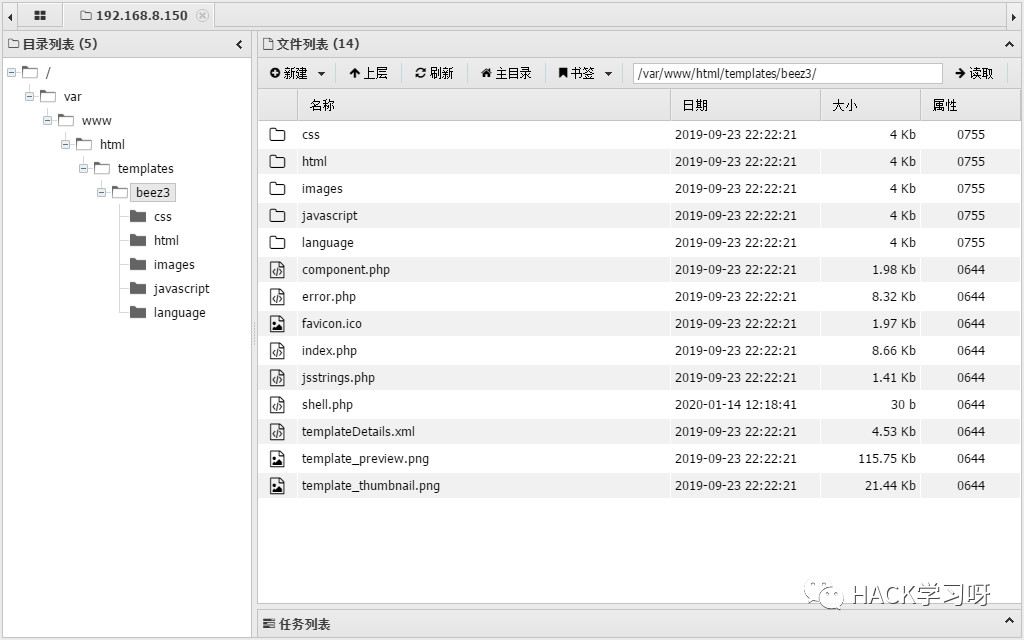 192.168.8.150
目录列表 (5)
/
var
www
html
templates
beez3
css
html
images
javascript
language
文件列表 (14)
新建 上层 刷新 主目录 书签 /var/www/html/templates/beez3/ 读取
名称 日期 大小 属性
css 2019-09-23 22:22:21 4 Kb 0755
html 2019-09-23 22:22:21 4 Kb 0755
images 2019-09-23 22:22:21 4 Kb 0755
javascript 2019-09-23 22:22:21 4 Kb 0755
language 2019-09-23 22:22:21 4 Kb 0755
component.php 2019-09-23 22:22:21 1.98 Kb 0644
error.php 2019-09-23 22:22:21 8.32 Kb 0644
favicon.ico 2019-09-23 22:22:21 1.97 Kb 0644
index.php 2019-09-23 22:22:21 8.66 Kb 0644
jsstrings.php 2019-09-23 22:22:21 1.41 Kb 0644
shell.php 2020-01-14 12:18:41 30 b 0644
templateDetails.xml 2019-09-23 22:22:21 4.53 Kb 0644
template_preview.png 2019-09-23 22:22:21 115.75 Kb 0644
template_thumbnail.png 2019-09-23 22:22:21 21.44 Kb 0644
HACK学习呀
任务列表